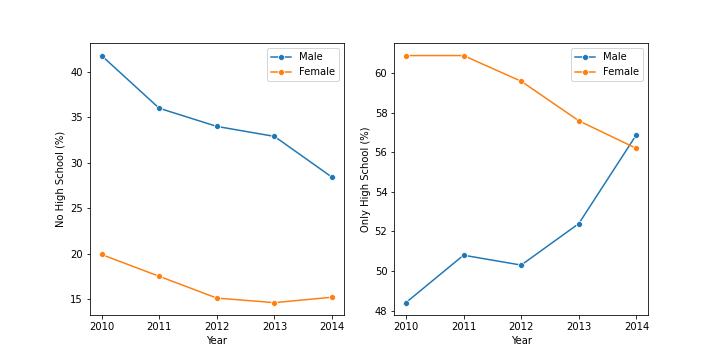 No High School (%)
40
35
30
25
20
15
2010 2011 2012 2013 2014
Year
Male
Female
Only High School (%)
60
58
56
54
52
50
48
2010 2011 2012 2013 2014
Year
Male
Female